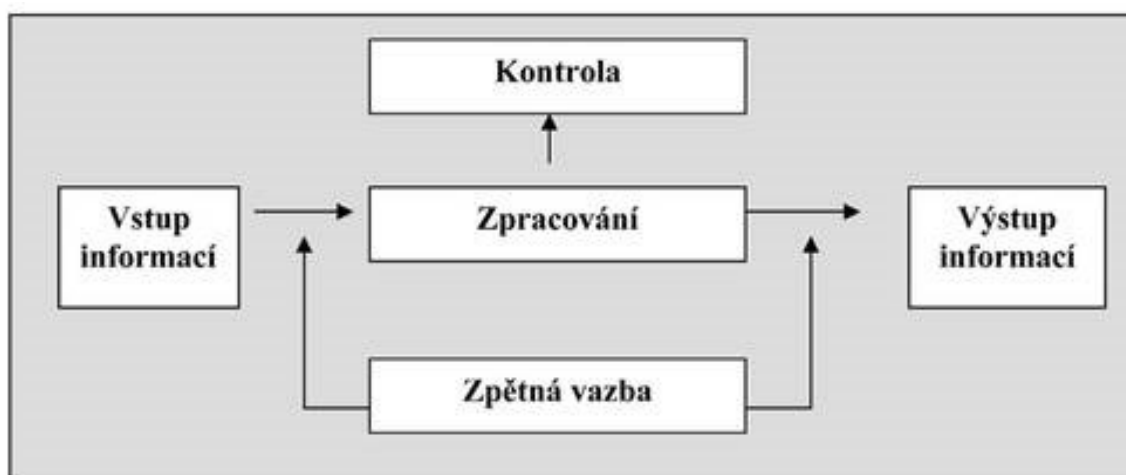 Kontrola
Vstup
informací
Zpracování
Výstup
informací
Zpětná vazba